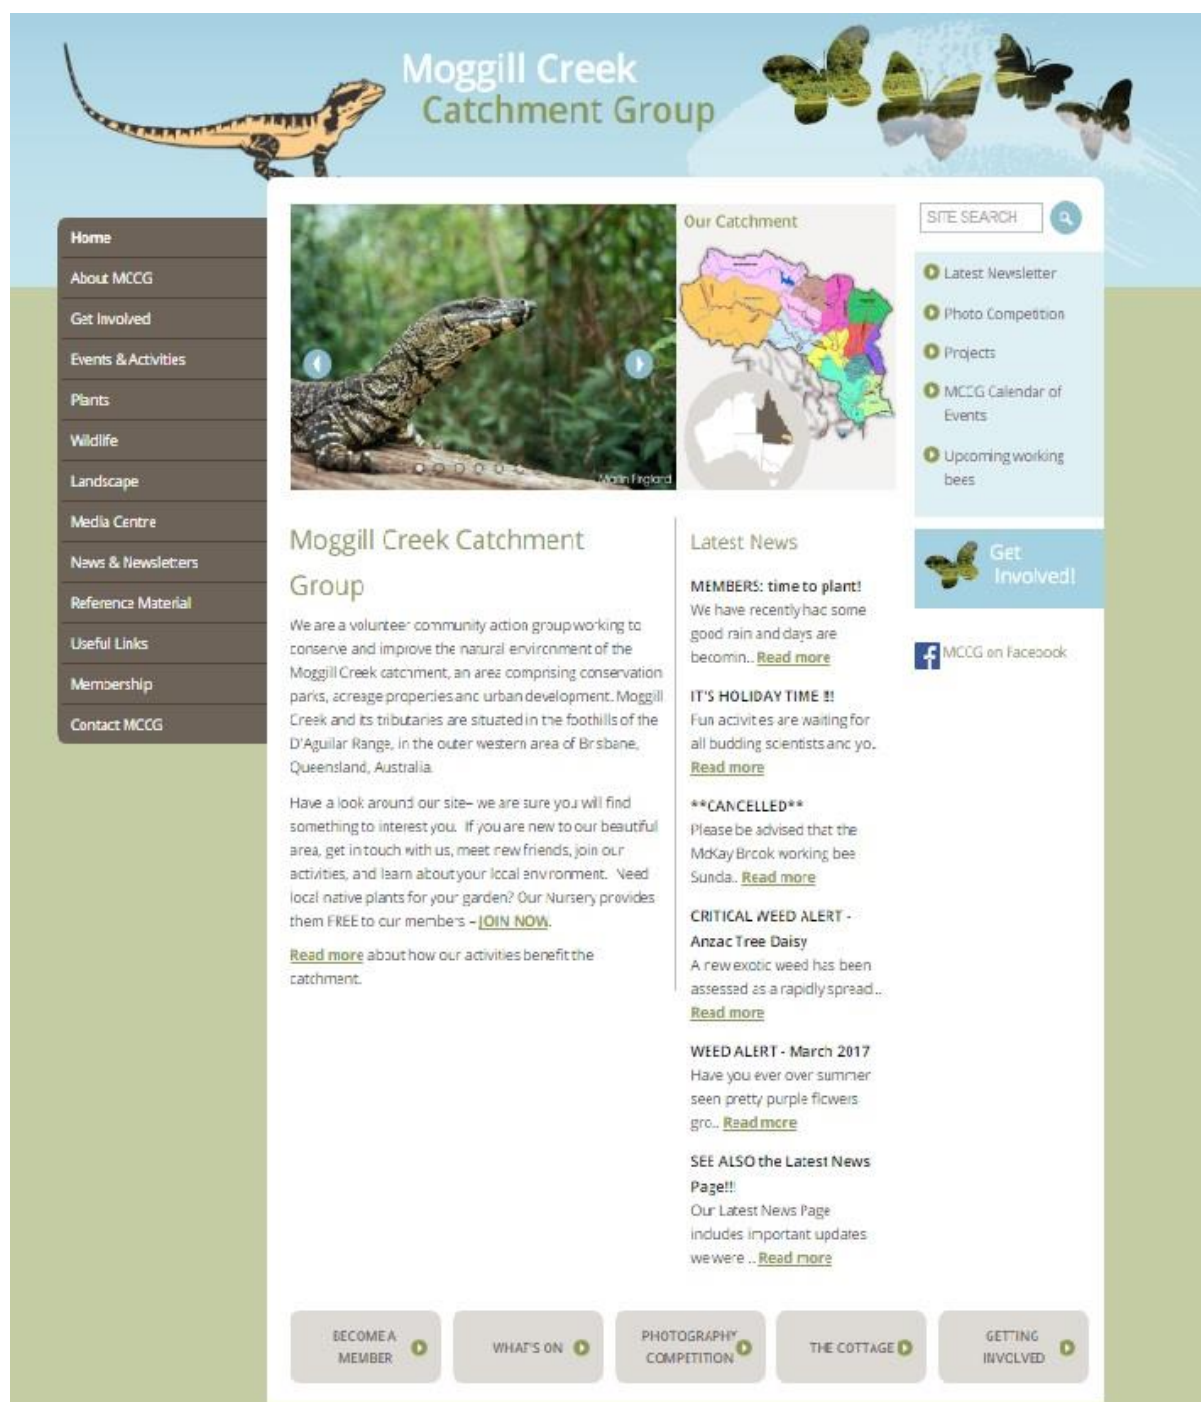 Moggill Creek
Catchment Group
Home
About MCCG
Get Involved
Events & Activities
Plants
Wildlife
Landscape
Media Centre
News & Newsletters
Reference Material
Useful Links
Membership
Contact MCCG
Our Catchment
SITE SEARCH
Latest Newsletter
Photo Competition
Projects
MCCG Calendar of
Events
Upcoming working
bees
Get
Involved!
MCCG on Facebook
Moggill Creek Catchment
Group
We are a volunteer community action group working to
conserve and improve the natural environment of the
Moggill Creek catchment, an area comprising conservation
parks, acreage properties and urban development. Moggill
Creek and its tributaries are situated in the foothills of the
D'Aguilar Range, in the outer western area of Brisbane,
Queensland, Australia.
Have a look around our site– we are sure you will find
something to interest you. If you are new to our beautiful
area, get in touch with us, meet new friends, join our
activities, and learn about your local environment. Need
local native plants for your garden? Our Nursery provides
them FREE to our members – JOIN NOW.
Read more about how our activities benefit the
catchment.
Latest News
MEMBERS: time to plant!
We have recently had some
good rain and days are
becomin... Read more
IT'S HOLIDAY TIME !!!
Fun activities are waiting for
all budding scientists and yo..
Read more
**CANCELLED**
Please be advised that the
McKay Brook working bee
Sunda.. Read more
CRITICAL WEED ALERT -
Anzac Tree Daisy
A new exotic weed has been
assessed as a rapidly spread...
Read more
WEED ALERT - March 2017
Have you ever over summer
seen pretty purple flowers
gro... Read more
SEE ALSO the Latest News
Page!!!
Our Latest News Page
includes important updates
we were ... Read more
BECOME A
MEMBER
WHAT'S ON
PHOTOGRAPHY
COMPETITION
THE COTTAGE
GETTING
INVOLVED